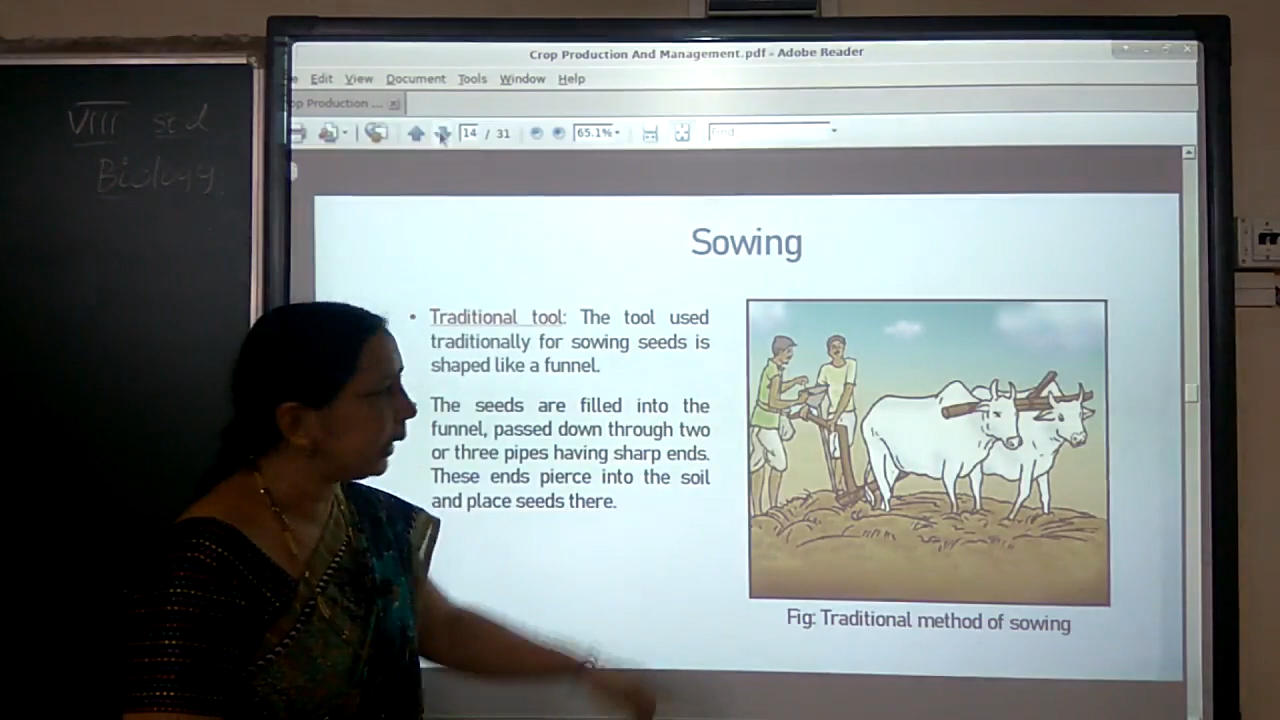 VIII std
Biology
Crop Production And Management.pdf - Adobe Reader
Edit View Document Tools Window Help
op Production ...
14 / 31 65.1% Find
Sowing
• Traditional tool: The tool used
traditionally for sowing seeds is
shaped like a funnel.
The seeds are filled into the
funnel, passed down through two
or three pipes having sharp ends.
These ends pierce into the soil
and place seeds there.
Fig: Traditional method of sowing